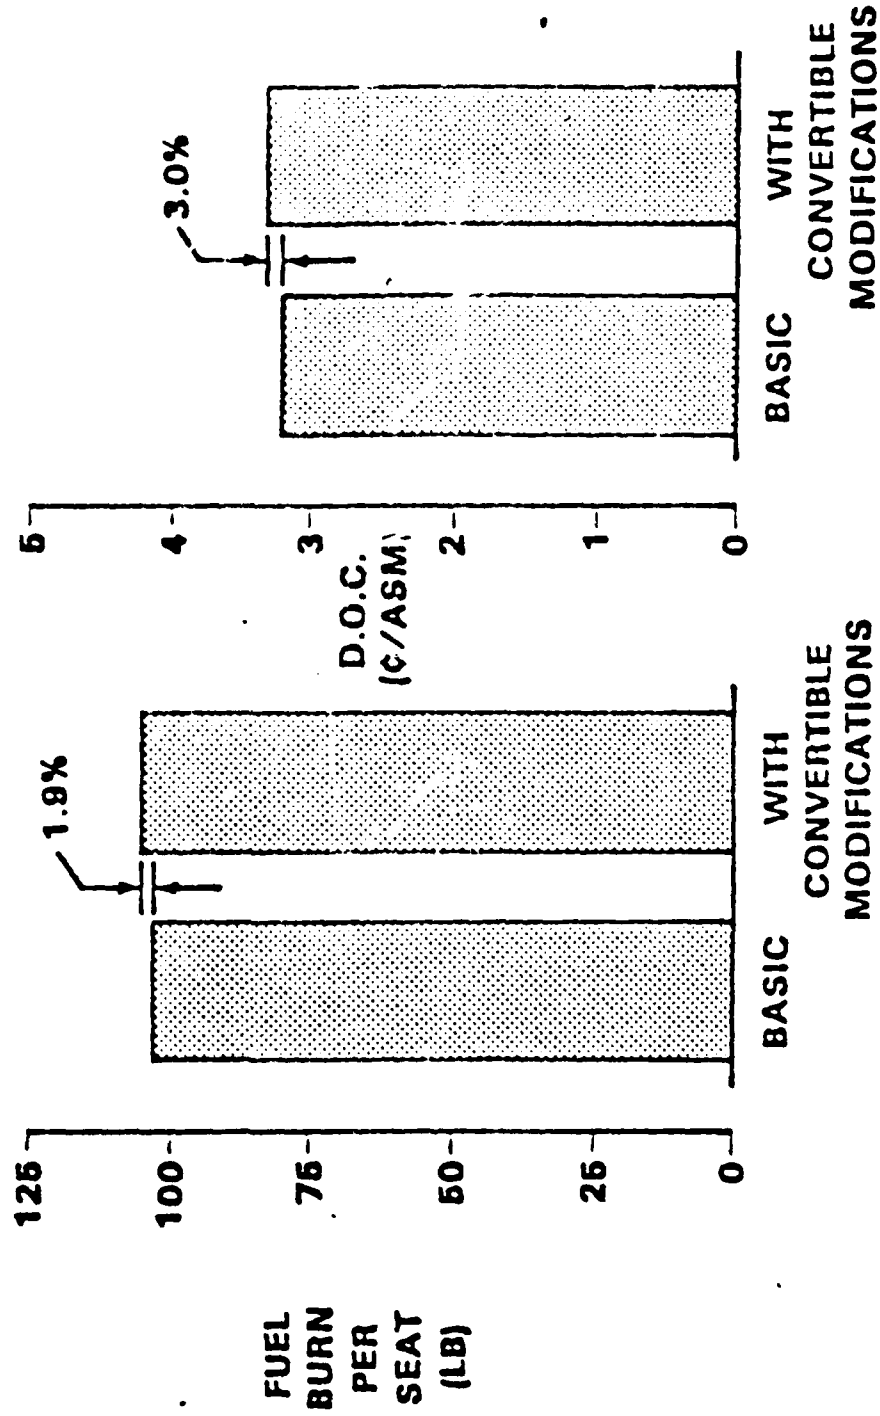 FUEL
BURN
PER
SEAT
(LB)
125
100
75
50
25
0
1.9%
BASIC
WITH
CONVERTIBLE
MODIFICATIONS
D.O.C.
(¢/ASM)
5
4
3
2
1
0
3.0%
BASIC
WITH
CONVERTIBLE
MODIFICATIONS